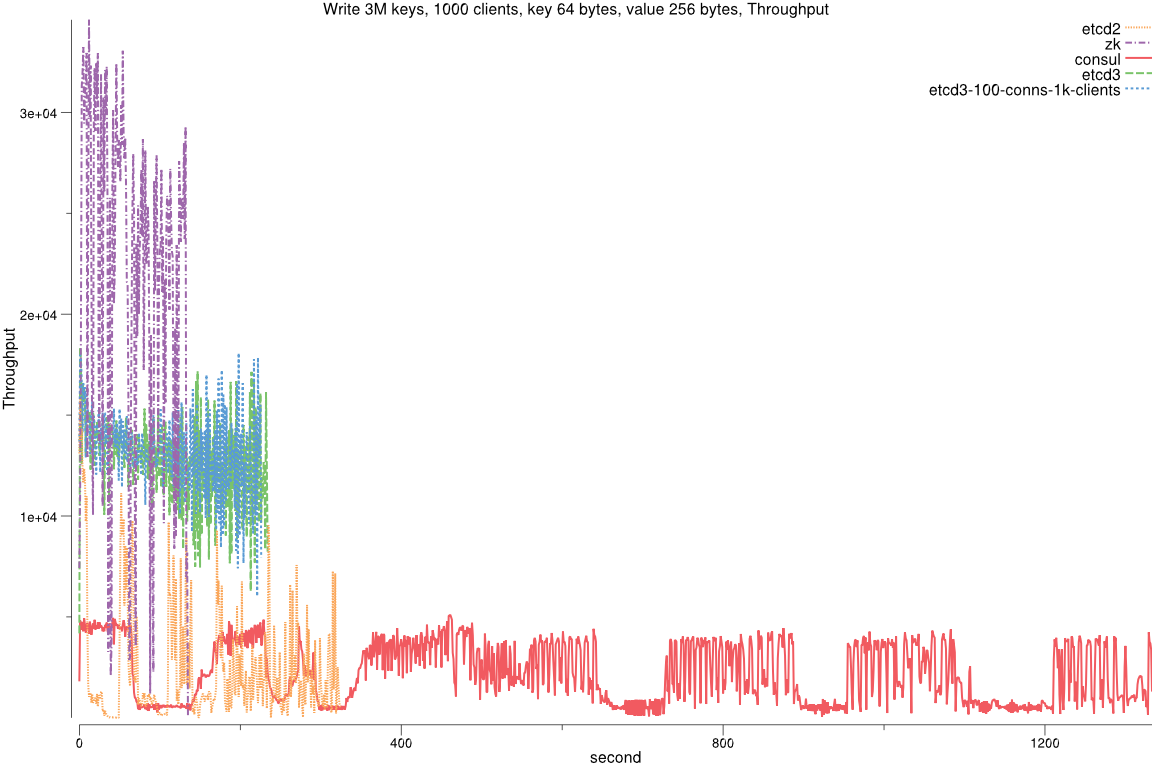 Write 3M keys, 1000 clients, key 64 bytes, value 256 bytes, Throughput
etcd2
zk
consul
etcd3
etcd3-100-conns-1k-clients
3e+04
2e+04
1e+04
Throughput
0 400 800 1200
second